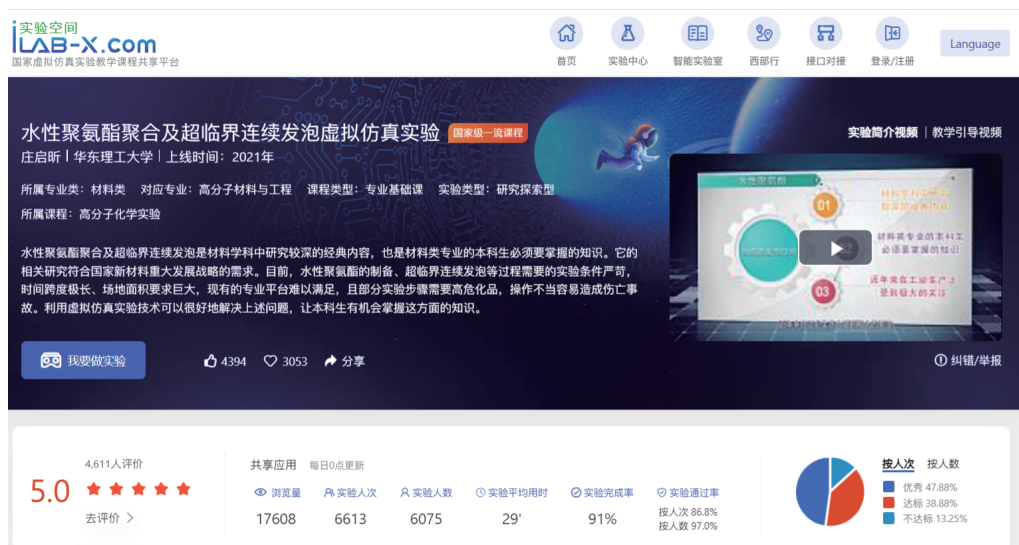 实验空间
iLAB-X.com
国家虚拟仿真实验教学课程共享平台
首页
实验中心
智能实验室
西部行
接口对接
登录/注册
Language
水性聚氨酯聚合及超临界连续发泡虚拟仿真实验 国家级一流课程
庄启昕 | 华东理工大学 | 上线时间：2021年
所属专业类：材料类 对应专业：高分子材料与工程 课程类型：专业基础课 实验类型：研究探索型
所属课程：高分子化学实验
水性聚氨酯聚合及超临界连续发泡是材料学科中研究较深的经典内容，也是材料类专业的本科生必须要掌握的知识。它的
相关研究符合国家新材料重大发展战略的需求。目前，水性聚氨酯的制备、超临界连续发泡等过程需要的实验条件严苛，
时间跨度极长、场地面积要求巨大，现有的专业平台难以满足，且部分实验步骤需要高危化品，操作不当容易造成伤亡事
故。利用虚拟仿真实验技术可以很好地解决上述问题，让本科生有机会掌握这方面的知识。
我要做实验
4394
3053
分享
实验简介视频 | 教学引导视频
水性聚氨酯
01
材料类专业的本科生
必须要掌握的知识
03
近年来在工业生产上
受到极大的关注
纠错/举报
4,611人评价
5.0
去评价
共享应用 每日0点更新
浏览量
17608
实验人次
6613
实验人数
6075
实验平均用时
29'
实验完成率
91%
实验通过率
按人次 86.8%
按人数 97.0%
按人次 按人数
优秀 47.88%
达标 38.88%
不达标 13.25%